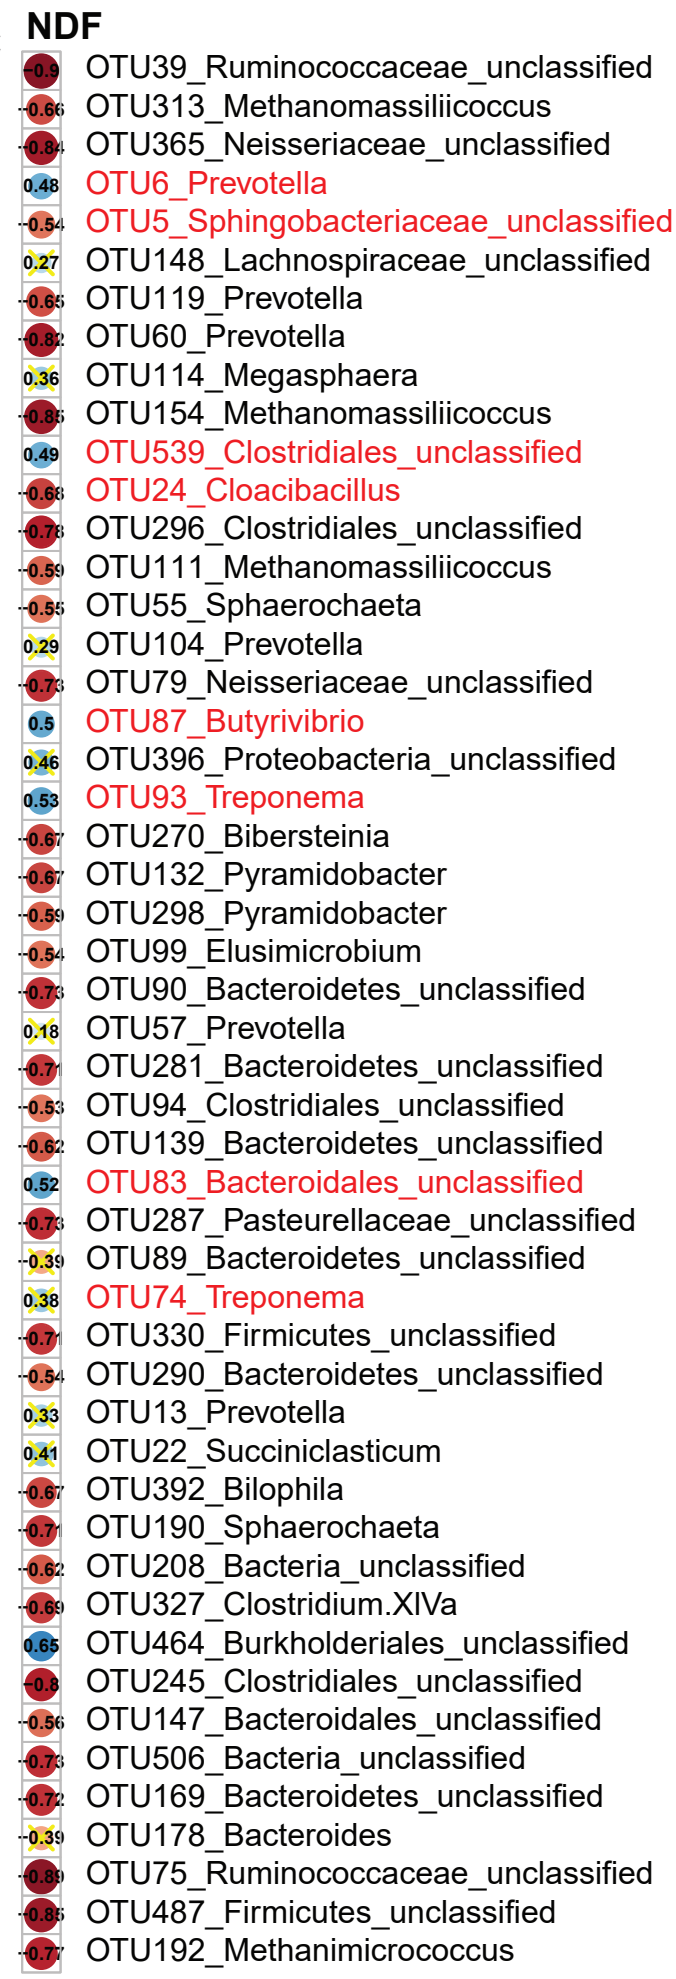 NDF
-0.9 OTU39_Ruminococcaceae_unclassified
-0.66 OTU313_Methanomassiliicoccus
-0.84 OTU365_Neisseriaceae_unclassified
0.48 OTU6_Prevotella
-0.54 OTU5_Sphingobacteriaceae_unclassified
0.27 OTU148_Lachnospiraceae_unclassified
-0.65 OTU119_Prevotella
-0.82 OTU60_Prevotella
0.36 OTU114_Megasphaera
-0.85 OTU154_Methanomassiliicoccus
0.49 OTU539_Clostridiales_unclassified
-0.68 OTU24_Cloacibacillus
-0.78 OTU296_Clostridiales_unclassified
-0.59 OTU111_Methanomassiliicoccus
-0.55 OTU55_Sphaerochaeta
0.29 OTU104_Prevotella
-0.73 OTU79_Neisseriaceae_unclassified
0.5 OTU87_Butyrivibrio
0.46 OTU396_Proteobacteria_unclassified
0.53 OTU93_Treponema
-0.67 OTU270_Bibersteinia
-0.67 OTU132_Pyramidobacter
-0.59 OTU298_Pyramidobacter
-0.54 OTU99_Elusimicrobium
-0.73 OTU90_Bacteroidetes_unclassified
0.18 OTU57_Prevotella
-0.71 OTU281_Bacteroidetes_unclassified
-0.53 OTU94_Clostridiales_unclassified
-0.62 OTU139_Bacteroidetes_unclassified
0.52 OTU83_Bacteroidales_unclassified
-0.73 OTU287_Pasteurellaceae_unclassified
-0.39 OTU89_Bacteroidetes_unclassified
0.38 OTU74_Treponema
-0.71 OTU330_Firmicutes_unclassified
-0.54 OTU290_Bacteroidetes_unclassified
0.33 OTU13_Prevotella
0.41 OTU22_Succiniclasticum
-0.67 OTU392_Bilophila
-0.71 OTU190_Sphaerochaeta
-0.62 OTU208_Bacteria_unclassified
-0.69 OTU327_Clostridium.XlVa
0.65 OTU464_Burkholderiales_unclassified
-0.8 OTU245_Clostridiales_unclassified
-0.56 OTU147_Bacteroidales_unclassified
-0.73 OTU506_Bacteria_unclassified
-0.72 OTU169_Bacteroidetes_unclassified
-0.39 OTU178_Bacteroides
-0.89 OTU75_Ruminococcaceae_unclassified
-0.85 OTU487_Firmicutes_unclassified
-0.77 OTU192_Methanimicrococcus